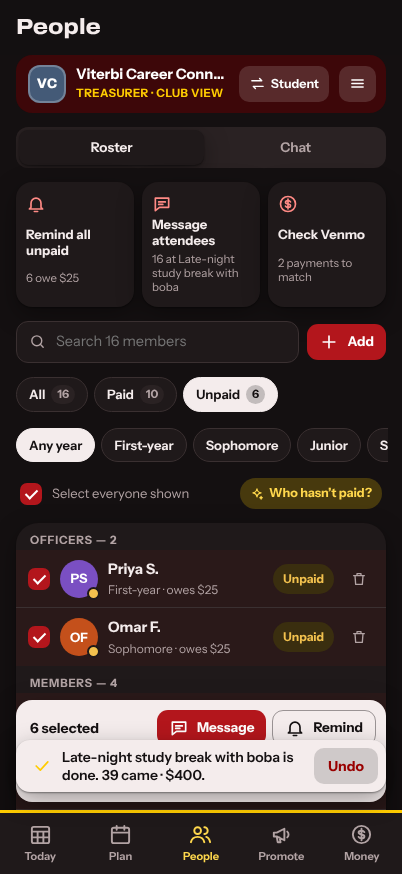 People
VC
Viterbi Career Conn...
TREASURER · CLUB VIEW
Student
Roster
Chat
Remind all
unpaid
6 owe $25
Message
attendees
16 at Late-night
study break with
boba
Check Venmo
2 payments to
match
Search 16 members
Add
All 16
Paid 10
Unpaid 6
Any year
First-year
Sophomore
Junior
S
Select everyone shown
Who hasn't paid?
OFFICERS — 2
PS
Priya S.
First-year · owes $25
Unpaid
OF
Omar F.
Sophomore · owes $25
Unpaid
MEMBERS — 4
6 selected
Message
Remind
Late-night study break with boba is
done. 39 came · $400.
Undo
Today
Plan
People
Promote
Money